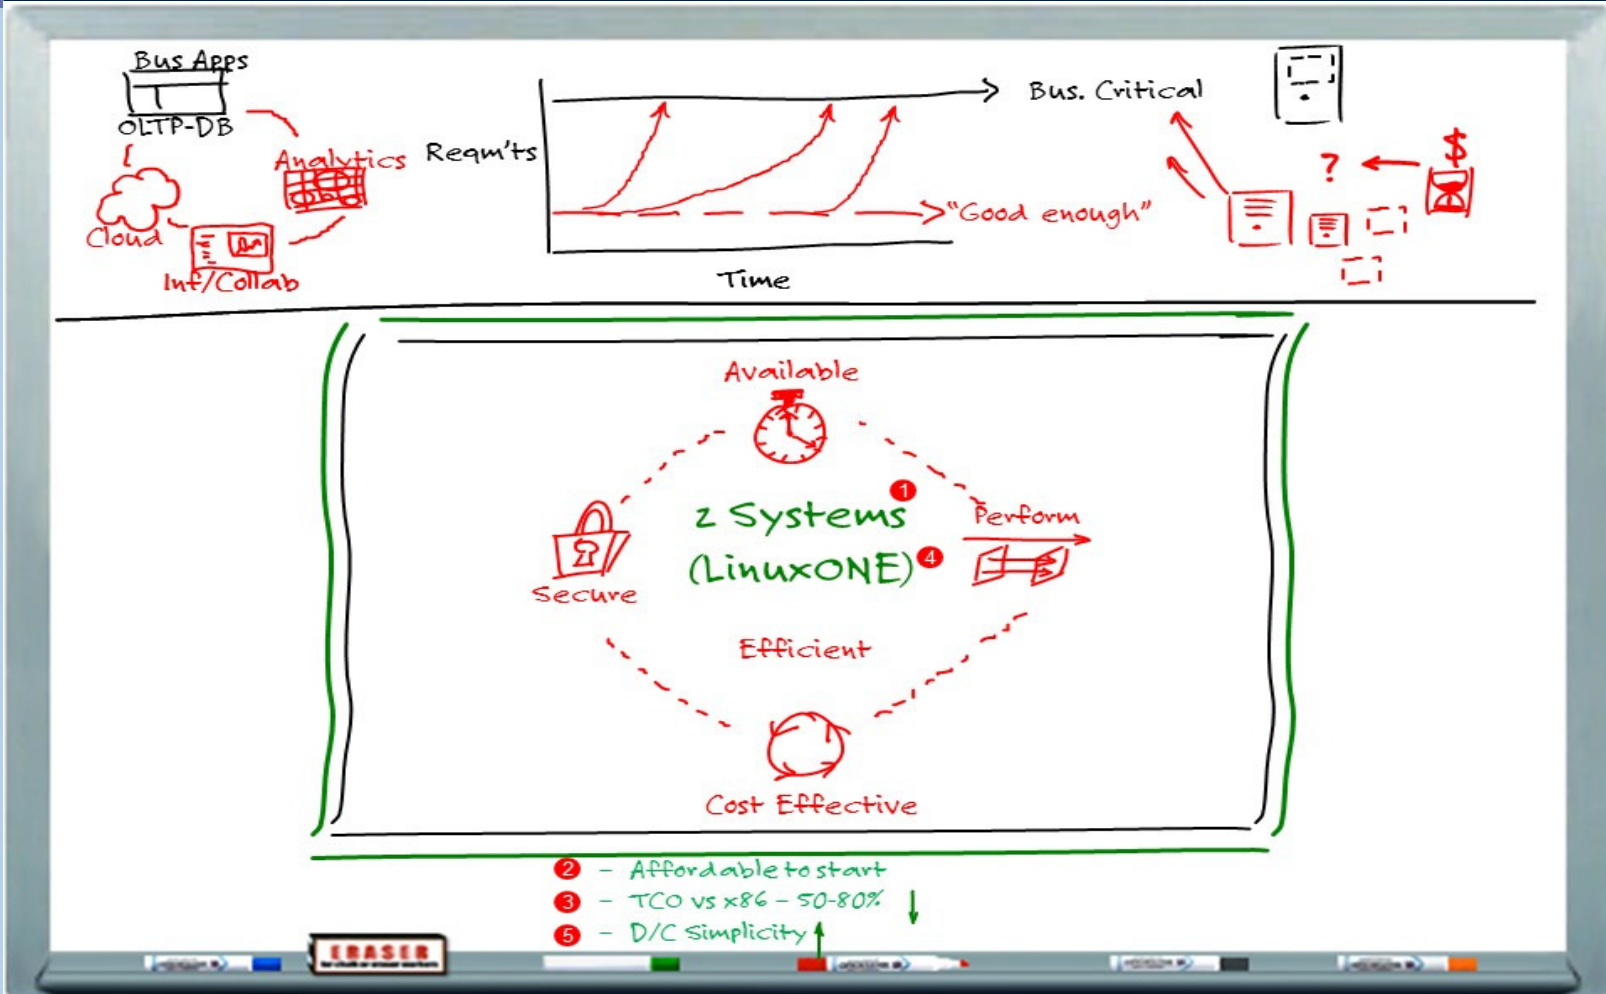 Bus Apps
OLTP-DB
Analytics
Cloud
Inf/Collab
Reqm'ts
Bus. Critical
"Good enough"
Time
$
?
Available
1
z Systems
Perform
(LinuxONE)
4
Secure
Efficient
Cost Effective
2 - Affordable to start
3 - TCO vs x86 - 50-80%
5 - D/C Simplicity
ERASER